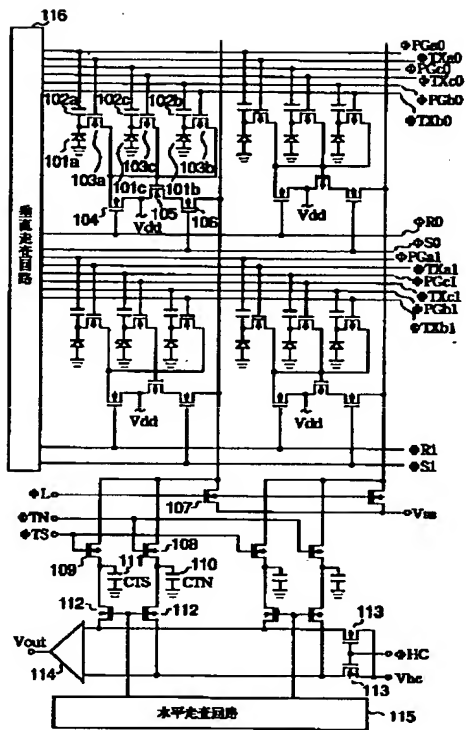 116
ΦPGa0
ΦTXa0
ΦPGc0
ΦTXc0
ΦPGb0
ΦTXb0
102a
102c
102b
101a
103a
101c
103c
101b
103b
104
105
106
Vdd
ΦR0
ΦS0
ΦPGa1
ΦTXa1
ΦPGc1
ΦTXc1
ΦPGb1
ΦTXb1
垂直走查回路
Vdd
Vdd
Vdd
ΦR1
ΦS1
ΦL
107
Vss
ΦTN
ΦTS
108
109
111
110
CTS
CTN
112
112
113
Vout
114
ΦHC
Vhc
113
水平走查回路
115